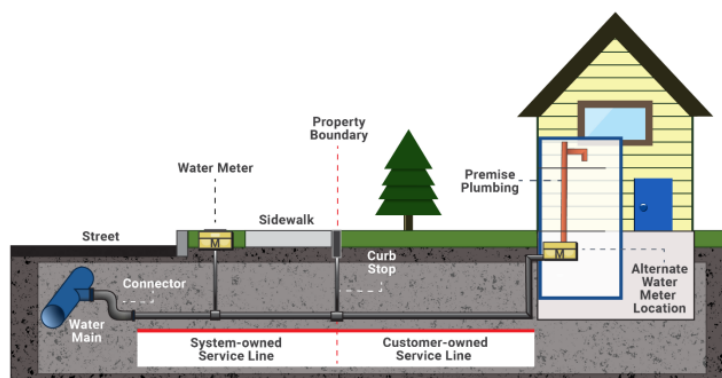 Property
Boundary
Water Meter
Premise
Plumbing
Sidewalk
Street
M
Curb
Stop
M
Connector
Alternate
Water
Meter
Location
Water
Main
System-owned
Service Line
Customer-owned
Service Line